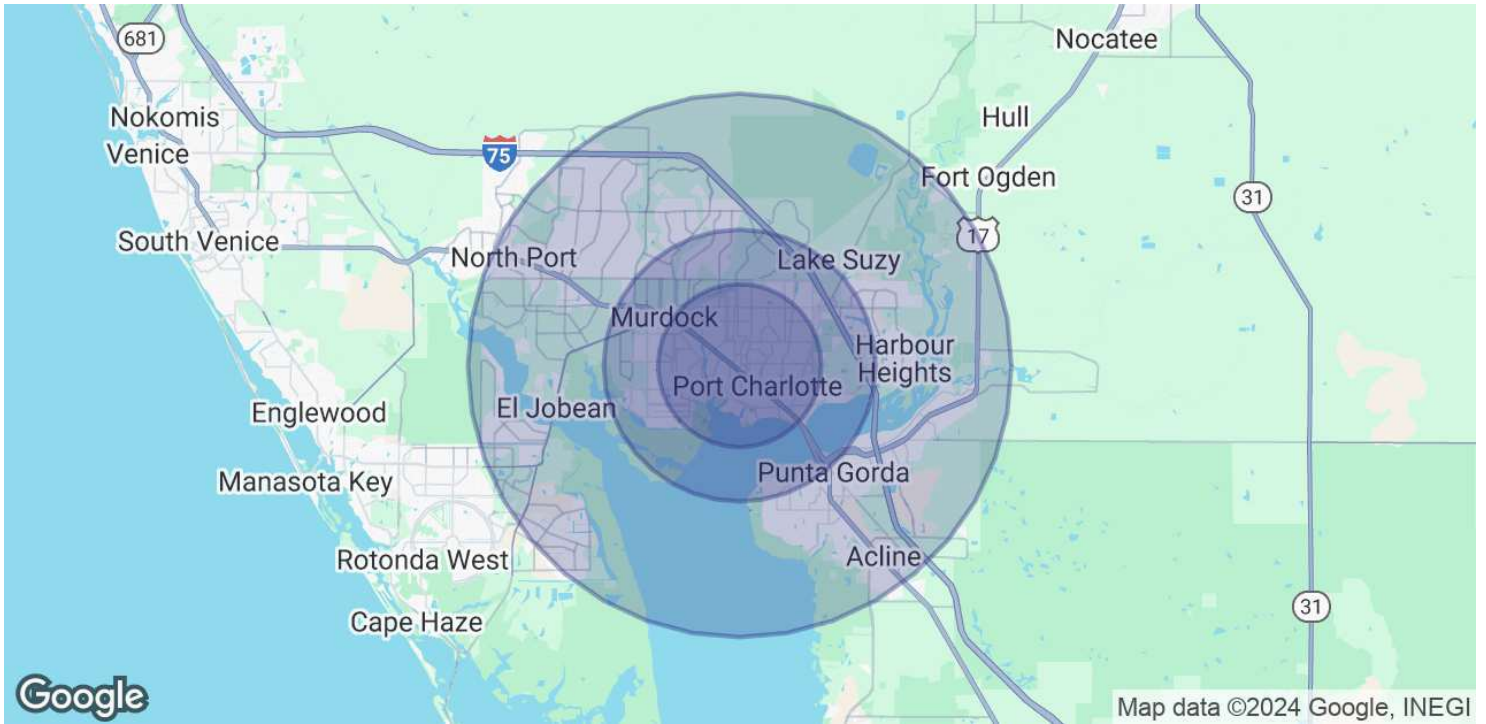 681
Nocatee
Nokomis
Hull
Venice
75
Fort Ogden
31
South Venice
17
North Port
Lake Suzy
Murdock
Harbour
Heights
Port Charlotte
Englewood
El Jobean
Punta Gorda
Manasota Key
Rotonda West
Acline
31
Cape Haze
Google
Map data ©2024 Google, INEGI